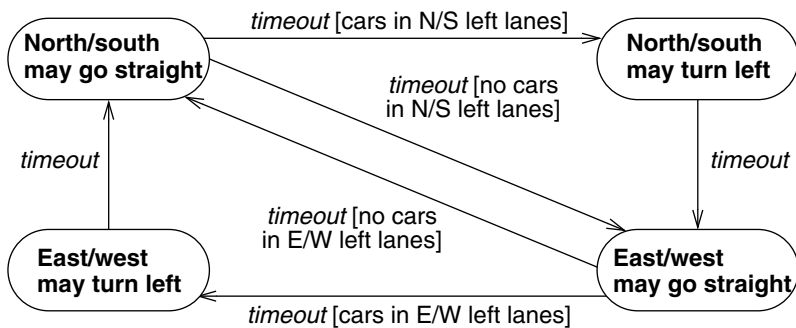 timeout [cars in N/S left lanes]
North/south
may go straight
North/south
may turn left
timeout [no cars
in N/S left lanes]
timeout
timeout
timeout [no cars
in E/W left lanes]
East/west
may turn left
East/west
may go straight
timeout [cars in E/W left lanes]